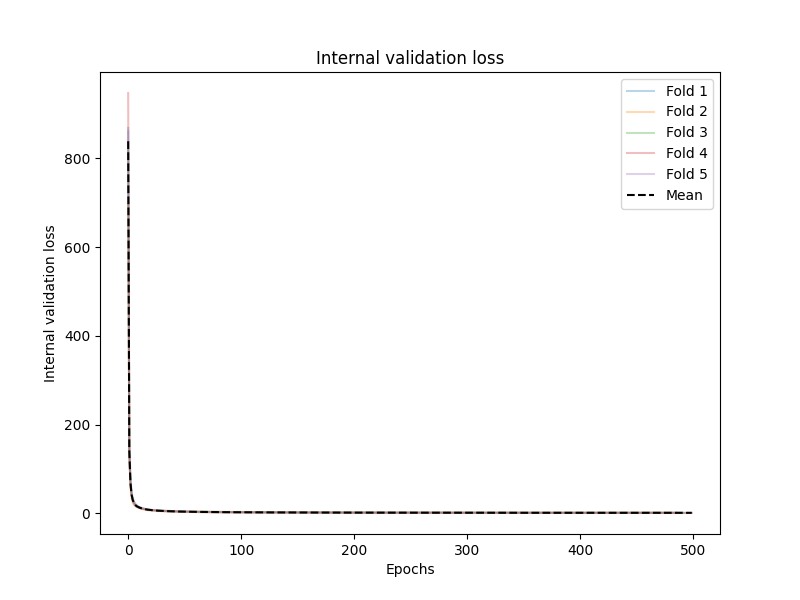 Internal validation loss
Fold 1
Fold 2
Fold 3
Fold 4
Fold 5
Mean
800
600
400
200
0
Internal validation loss
0 100 200 300 400 500
Epochs